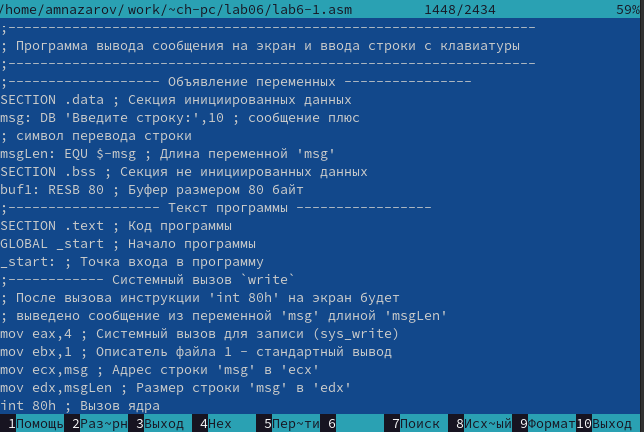 /home/amnazarov/work/~ch-pc/lab06/lab6-1.asm 1448/2434 59%
;------------------------------------------------------------------
; Программа вывода сообщения на экран и ввода строки с клавиатуры
;------------------------------------------------------------------
;------------------- Объявление переменных ----------------
SECTION .data ; Секция инициированных данных
msg: DB 'Введите строку:',10 ; сообщение плюс
; символ перевода строки
msgLen: EQU $-msg ; Длина переменной 'msg'
SECTION .bss ; Секция не инициированных данных
buf1: RESB 80 ; Буфер размером 80 байт
;------------------- Текст программы -----------------
SECTION .text ; Код программы
GLOBAL _start ; Начало программы
_start: ; Точка входа в программу
;------------ Системный вызов `write`
; После вызова инструкции 'int 80h' на экран будет
; выведено сообщение из переменной 'msg' длиной 'msgLen'
mov eax,4 ; Системный вызов для записи (sys_write)
mov ebx,1 ; Описатель файла 1 - стандартный вывод
mov ecx,msg ; Адрес строки 'msg' в 'ecx'
mov edx,msgLen ; Размер строки 'msg' в 'edx'
int 80h ; Вызов ядра
1Помощь 2Раз~рн 3Выход 4Hex 5Пер~ти 6 7Поиск 8Исх~ый 9Формат 10Выход